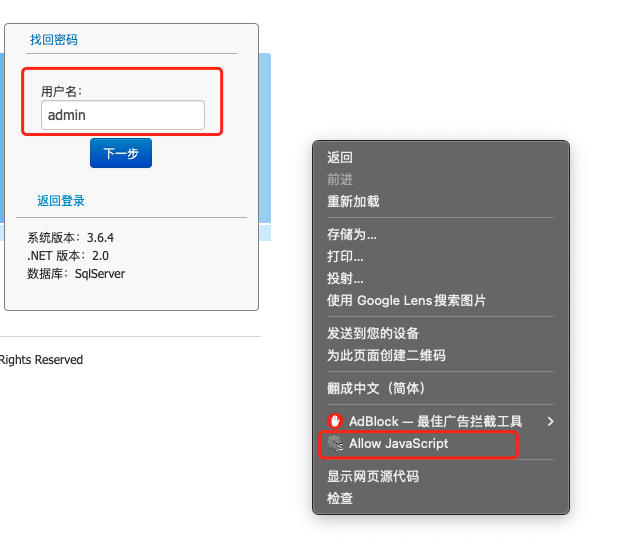 找回密码
用户名：
admin
下一步
返回登录
系统版本：3.6.4
.NET 版本：2.0
数据库：SqlServer
Rights Reserved
返回
前进
重新加载
存储为...
打印...
投射...
使用 Google Lens搜索图片
发送到您的设备
为此页面创建二维码
翻成中文（简体）
AdBlock — 最佳广告拦截工具
Allow JavaScript
显示网页源代码
检查